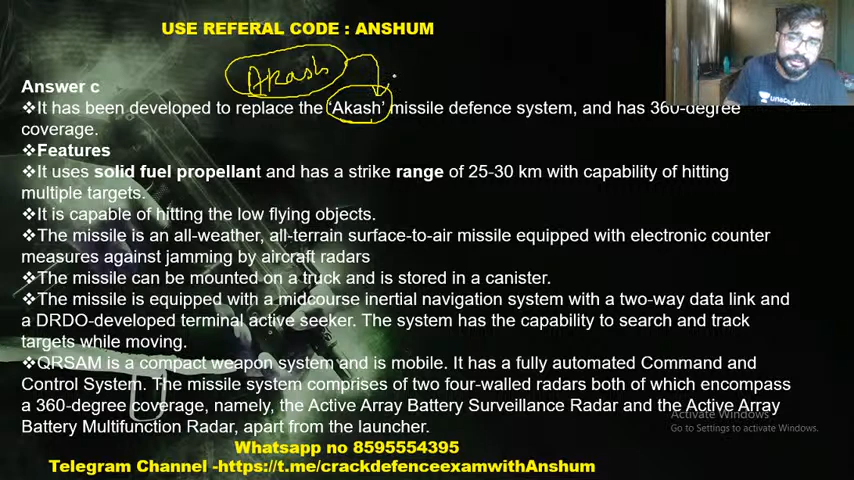 USE REFERAL CODE : ANSHUM
Akash
unacademy
Answer c
❖It has been developed to replace the ‘Akash’ missile defence system, and has 360-degree
coverage.
❖Features
❖It uses solid fuel propellant and has a strike range of 25-30 km with capability of hitting
multiple targets.
❖It is capable of hitting the low flying objects.
❖The missile is an all-weather, all-terrain surface-to-air missile equipped with electronic counter
measures against jamming by aircraft radars
❖The missile can be mounted on a truck and is stored in a canister.
❖The missile is equipped with a midcourse inertial navigation system with a two-way data link and
a DRDO-developed terminal active seeker. The system has the capability to search and track
targets while moving.
❖QRSAM is a compact weapon system and is mobile. It has a fully automated Command and
Control System. The missile system comprises of two four-walled radars both of which encompass
a 360-degree coverage, namely, the Active Array Battery Surveillance Radar and the Active Array
Battery Multifunction Radar, apart from the launcher.
Activate Windows
Go to Settings to activate Windows.
Whatsapp no 8595554395
Telegram Channel -https://t.me/crackdefenceexamwithAnshum